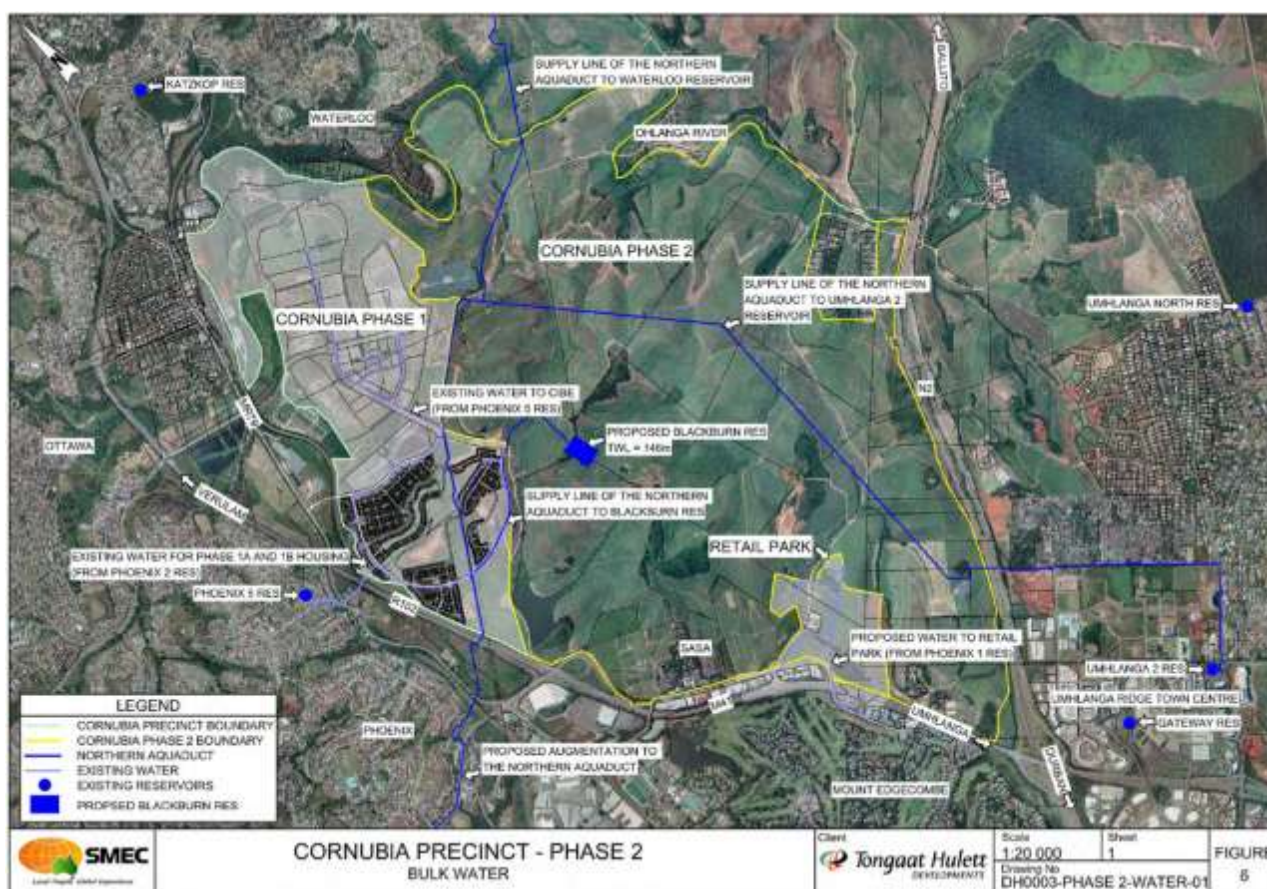 KATZKOP RES
WATERLOO
SUPPLY LINE OF THE NORTHERN
AQUADUCT TO WATERLOO RESERVOIR
OHLANGA RIVER
BALLITO
CORNUBIA PHASE 2
CORNUBIA PHASE 1
SUPPLY LINE OF THE NORTHERN
AQUADUCT TO UMHLANGA 2
RESERVOIR
UMHLANGA NORTH RES
N2
EXISTING WATER TO CIBE
(FROM PHOENIX 5 RES)
PROPOSED BLACKBURN RES
TWL = 146m
OTTAWA
VERULAM
SUPPLY LINE OF THE NORTHERN
AQUADUCT TO BLACKBURN RES
RETAIL PARK
EXISTING WATER FOR PHASE 1A AND 1B HOUSING
(FROM PHOENIX 2 RES)
PHOENIX 5 RES
R102
SASA
M41
PROPOSED WATER TO RETAIL
PARK (FROM PHOENIX 1 RES)
UMHLANGA 2 RES
UMHLANGA RIDGE TOWN CENTRE
GATEWAY RES
UMHLANGA
DURBAN
PHOENIX
PROPOSED AUGMENTATION TO
THE NORTHERN AQUADUCT
MOUNT EDGECOMBE
LEGEND
CORNUBIA PRECINCT BOUNDARY
CORNUBIA PHASE 2 BOUNDARY
NORTHERN AQUADUCT
EXISTING WATER
EXISTING RESERVOIRS
PROPSED BLACKBURN RES
SMEC
CORNUBIA PRECINCT - PHASE 2
BULK WATER
Client
Tongaat Hulett
DEVELOPMENTS
Scale
1:20 000
Sheet
1
Drawing No
DH0003-PHASE 2-WATER-01
FIGURE
6